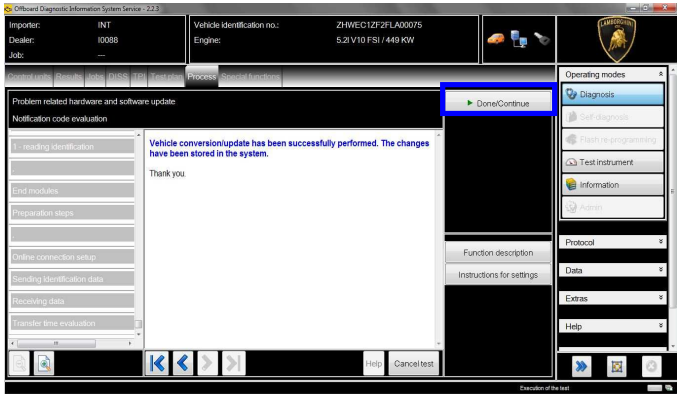 Offboard Diagnostic Information System Service - 2.2.3
Importer: INT
Dealer: I0088
Job: ---
Vehicle identification no.: ZHWEC1ZF2FLA00075
Engine: 5.2l V10 FSI / 449 KW
LAMBORGHINI
Control units Results Jobs DISS TPI Test plan Process Special functions
Problem related hardware and software update
Notification code evaluation
1 - reading identification
End modules
Preparation steps
Online connection setup
Sending identification data
Receiving data
Transfer time evaluation
Vehicle conversion/update has been successfully performed. The changes
have been stored in the system.
Thank you.
Done/Continue
Function description
Instructions for settings
Help
Cancel test
Operating modes
Diagnosis
Self-diagnosis
Flash re-programming
Test instrument
Information
Admin
Protocol
Data
Extras
Help
Execution of the test